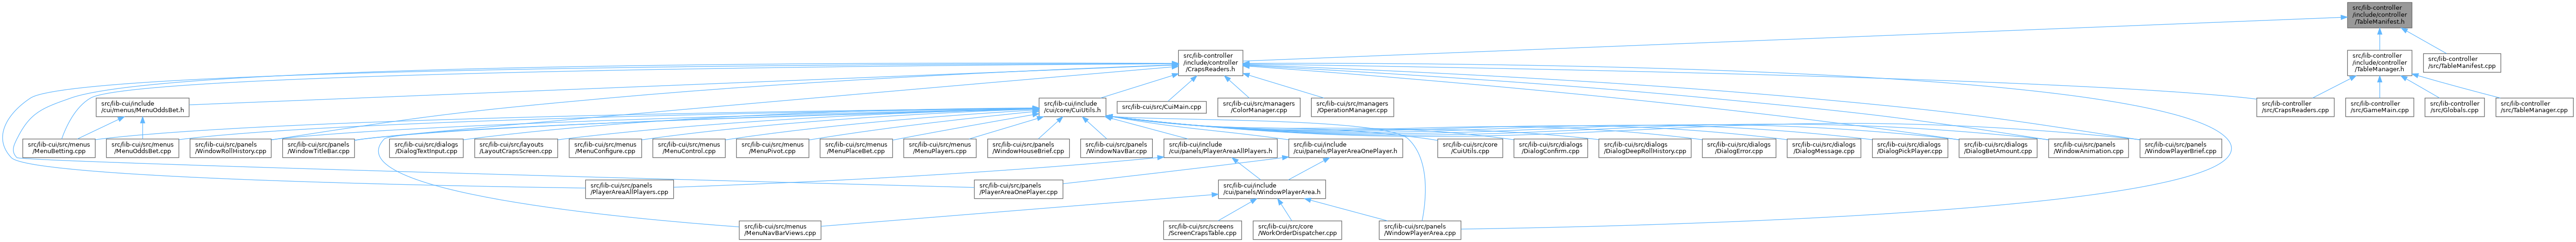 src/lib-controller
/include/controller
/TableManifest.h
src/lib-controller
/include/controller
/CrapsReaders.h
src/lib-controller
/include/controller
/TableManager.h
src/lib-controller
/src/TableManifest.cpp
src/lib-cui/include
/cui/menus/MenuOddsBet.h
src/lib-cui/include
/cui/core/CuiUtils.h
src/lib-cui/src/CuiMain.cpp
src/lib-cui/src/managers
/ColorManager.cpp
src/lib-cui/src/managers
/OperationManager.cpp
src/lib-controller
/src/CrapsReaders.cpp
src/lib-controller
/src/GameMain.cpp
src/lib-controller
/src/Globals.cpp
src/lib-controller
/src/TableManager.cpp
src/lib-cui/src/menus
/MenuBetting.cpp
src/lib-cui/src/menus
/MenuOddsBet.cpp
src/lib-cui/src/panels
/WindowRollHistory.cpp
src/lib-cui/src/panels
/WindowTitleBar.cpp
src/lib-cui/src/dialogs
/DialogTextInput.cpp
src/lib-cui/src/layouts
/LayoutCrapsScreen.cpp
src/lib-cui/src/menus
/MenuConfigure.cpp
src/lib-cui/src/menus
/MenuControl.cpp
src/lib-cui/src/menus
/MenuPivot.cpp
src/lib-cui/src/menus
/MenuPlaceBet.cpp
src/lib-cui/src/menus
/MenuPlayers.cpp
src/lib-cui/src/panels
/WindowHouseBrief.cpp
src/lib-cui/src/panels
/WindowNavBar.cpp
src/lib-cui/include
/cui/panels/PlayerAreaAllPlayers.h
src/lib-cui/include
/cui/panels/PlayerAreaOnePlayer.h
src/lib-cui/src/core
/CuiUtils.cpp
src/lib-cui/src/dialogs
/DialogConfirm.cpp
src/lib-cui/src/dialogs
/DialogDeepRollHistory.cpp
src/lib-cui/src/dialogs
/DialogError.cpp
src/lib-cui/src/dialogs
/DialogMessage.cpp
src/lib-cui/src/dialogs
/DialogPickPlayer.cpp
src/lib-cui/src/dialogs
/DialogBetAmount.cpp
src/lib-cui/src/panels
/WindowAnimation.cpp
src/lib-cui/src/panels
/WindowPlayerBrief.cpp
src/lib-cui/src/panels
/PlayerAreaAllPlayers.cpp
src/lib-cui/src/panels
/PlayerAreaOnePlayer.cpp
src/lib-cui/include
/cui/panels/WindowPlayerArea.h
src/lib-cui/src/menus
/MenuNavBarViews.cpp
src/lib-cui/src/screens
/ScreenCrapsTable.cpp
src/lib-cui/src/core
/WorkOrderDispatcher.cpp
src/lib-cui/src/panels
/WindowPlayerArea.cpp